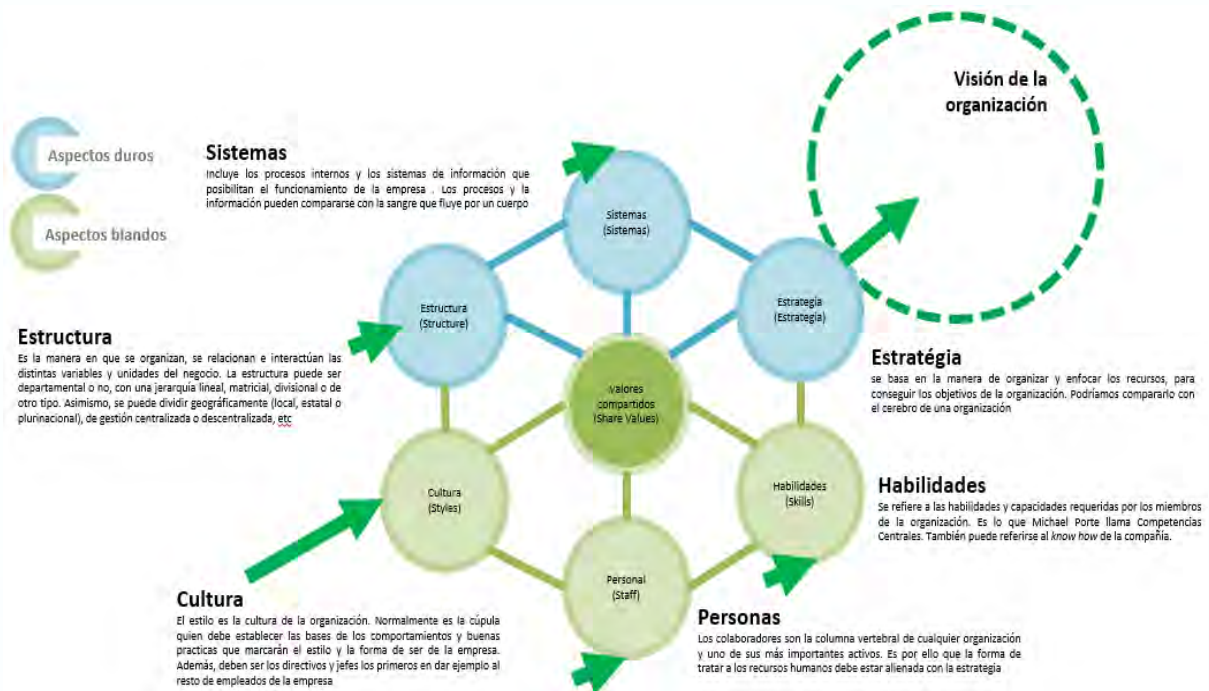 Visión de la
organización
Aspectos duros
Aspectos blandos
Sistemas
Incluye los procesos internos y los sistemas de información que
posibilitan el funcionamiento de la empresa . Los procesos y la
información pueden compararse con la sangre que fluye por un cuerpo
Sistemas
(Sistemas)
Estructura
(Structure)
Estrategia
(Estrategia)
Estructura
Es la manera en que se organizan, se relacionan e interactúan las
distintas variables y unidades del negocio. La estructura puede ser
departamental o no, con una jerarquía lineal, matricial, divisional o de
otro tipo. Asimismo, se puede dividir geográficamente (local, estatal o
plurinacional), de gestión centralizada o descentralizada, etc
Valores
compartidos
(Share Values)
Estratégia
se basa en la manera de organizar y enfocar los recursos, para
conseguir los objetivos de la organización. Podríamos compararlo con
el cerebro de una organización
Cultura
(Styles)
Habilidades
(Skills)
Habilidades
Se refiere a las habilidades y capacidades requeridas por los miembros
de la organización. Es lo que Michael Porte llama Competencias
Centrales. También puede referirse al know how de la compañía.
Personal
(Staff)
Cultura
El estilo es la cultura de la organización. Normalmente es la cúpula
quien debe establecer las bases de los comportamientos y buenas
practicas que marcarán el estilo y la forma de ser de la empresa.
Además, deben ser los directivos y jefes los primeros en dar ejemplo al
resto de empleados de la empresa
Personas
Los colaboradores son la columna vertebral de cualquier organización
y uno de sus más importantes activos. Es por ello que la forma de
tratar a los recursos humanos debe estar alienada con la estrategia